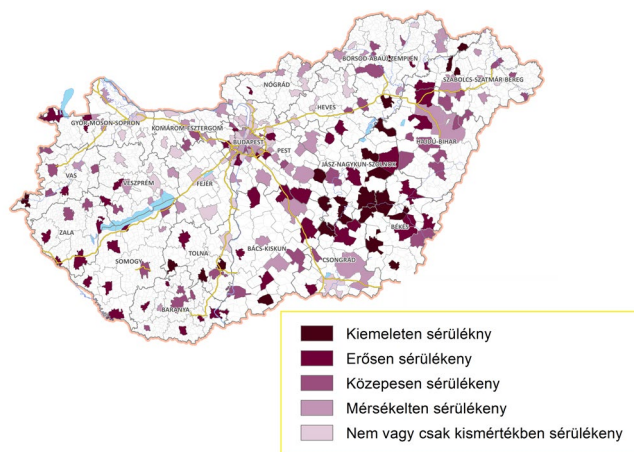 BORSOD-ABAÚJ-ZEMPLÉN
SZABOLCS-SZATMÁR-BEREG
NÓGRÁD
HEVES
GYŐR-MOSON-SOPRON
KOMÁROM-ESZTERGOM
BUDAPEST
PEST
HAJDÚ-BIHAR
JÁSZ-NAGYKUN-SZOLNOK
VAS
VESZPRÉM
FEJÉR
ZALA
BÉKÉS
SOMOGY
TOLNA
BÁCS-KISKUN
CSONGRÁD
BARANYA
Kiemeleten sérülékny
Erősen sérülékeny
Közepesen sérülékeny
Mérsékelten sérülékeny
Nem vagy csak kismértékben sérülékeny